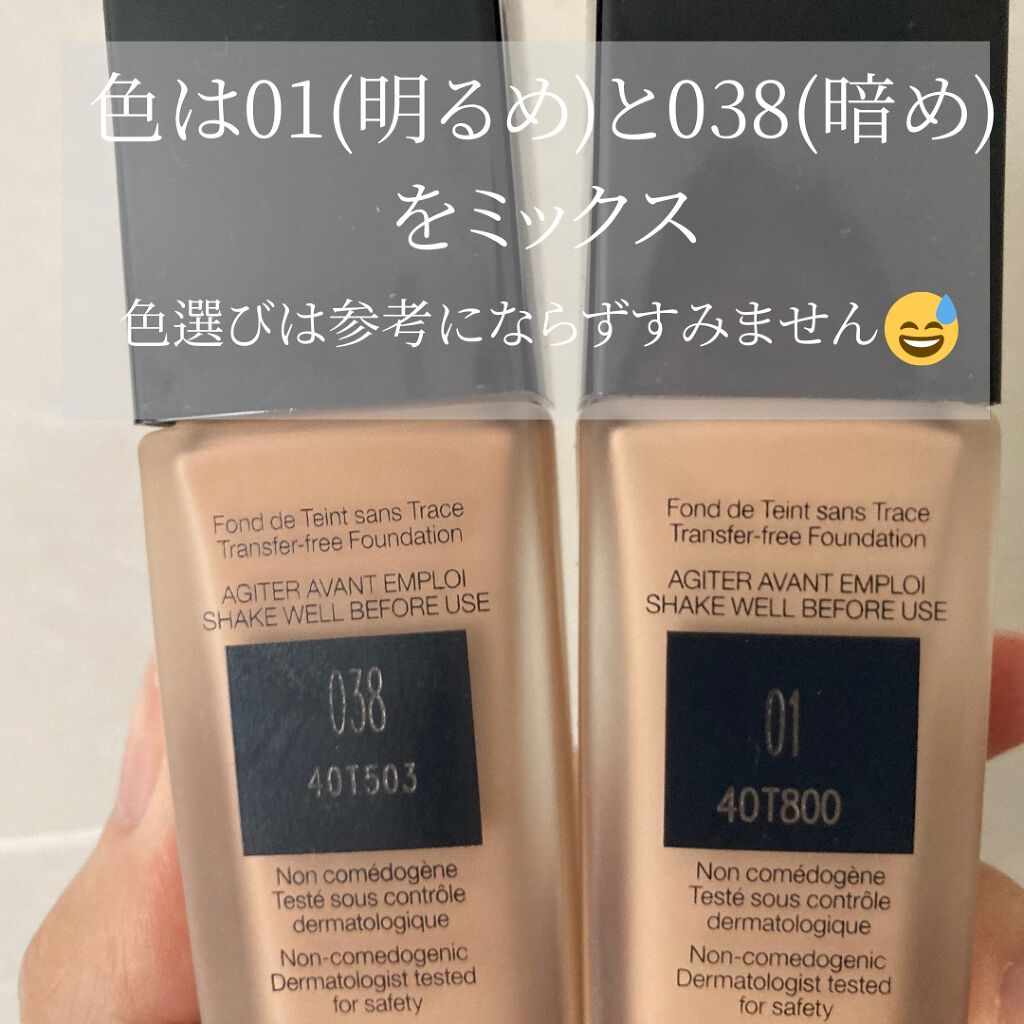 色は01(明るめ)と038(暗め)
をミックス
色選びは参考にならずすみません😅
Fond de Teint sans Trace
Transfer-free Foundation
AGITER AVANT EMPLOI
SHAKE WELL BEFORE USE
038
40T503
Non comédogène
Testé sous contrôle
dermatologique
Non-comedogenic
Dermatologist tested
for safety
Fond de Teint sans Trace
Transfer-free Foundation
AGITER AVANT EMPLOI
SHAKE WELL BEFORE USE
01
40T800
Non comédogène
Testé sous contrôle
dermatologique
Non-comedogenic
Dermatologist tested
for safety